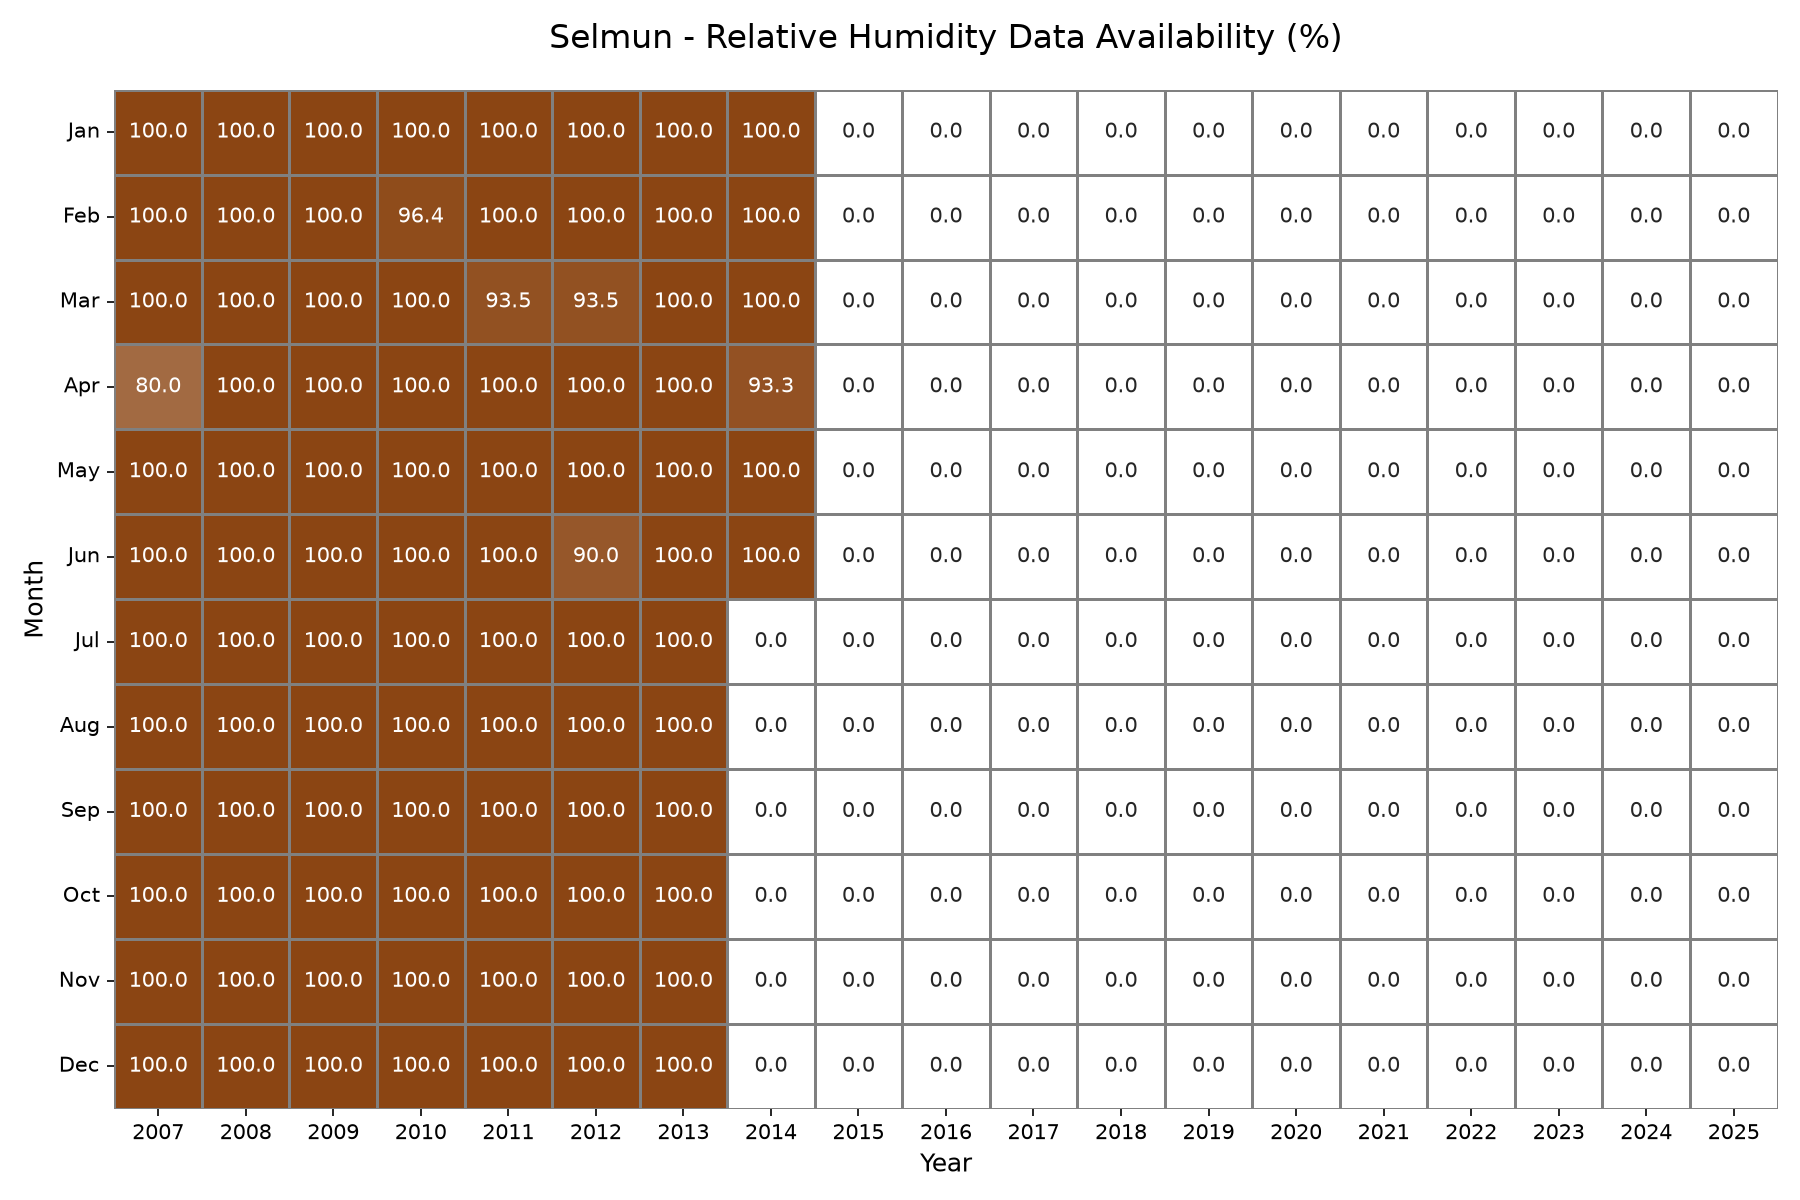 Selmun - Relative Humidity Data Availability (%)
Jan 100.0 100.0 100.0 100.0 100.0 100.0 100.0 100.0 0.0 0.0 0.0 0.0 0.0 0.0 0.0 0.0 0.0 0.0 0.0
Feb 100.0 100.0 100.0 96.4 100.0 100.0 100.0 100.0 0.0 0.0 0.0 0.0 0.0 0.0 0.0 0.0 0.0 0.0 0.0
Mar 100.0 100.0 100.0 100.0 93.5 93.5 100.0 100.0 0.0 0.0 0.0 0.0 0.0 0.0 0.0 0.0 0.0 0.0 0.0
Apr 80.0 100.0 100.0 100.0 100.0 100.0 100.0 93.3 0.0 0.0 0.0 0.0 0.0 0.0 0.0 0.0 0.0 0.0 0.0
May 100.0 100.0 100.0 100.0 100.0 100.0 100.0 100.0 0.0 0.0 0.0 0.0 0.0 0.0 0.0 0.0 0.0 0.0 0.0
Jun 100.0 100.0 100.0 100.0 100.0 90.0 100.0 100.0 0.0 0.0 0.0 0.0 0.0 0.0 0.0 0.0 0.0 0.0 0.0
Jul 100.0 100.0 100.0 100.0 100.0 100.0 100.0 0.0 0.0 0.0 0.0 0.0 0.0 0.0 0.0 0.0 0.0 0.0 0.0
Aug 100.0 100.0 100.0 100.0 100.0 100.0 100.0 0.0 0.0 0.0 0.0 0.0 0.0 0.0 0.0 0.0 0.0 0.0 0.0
Sep 100.0 100.0 100.0 100.0 100.0 100.0 100.0 0.0 0.0 0.0 0.0 0.0 0.0 0.0 0.0 0.0 0.0 0.0 0.0
Oct 100.0 100.0 100.0 100.0 100.0 100.0 100.0 0.0 0.0 0.0 0.0 0.0 0.0 0.0 0.0 0.0 0.0 0.0 0.0
Nov 100.0 100.0 100.0 100.0 100.0 100.0 100.0 0.0 0.0 0.0 0.0 0.0 0.0 0.0 0.0 0.0 0.0 0.0 0.0
Dec 100.0 100.0 100.0 100.0 100.0 100.0 100.0 0.0 0.0 0.0 0.0 0.0 0.0 0.0 0.0 0.0 0.0 0.0 0.0
Month
2007 2008 2009 2010 2011 2012 2013 2014 2015 2016 2017 2018 2019 2020 2021 2022 2023 2024 2025
Year